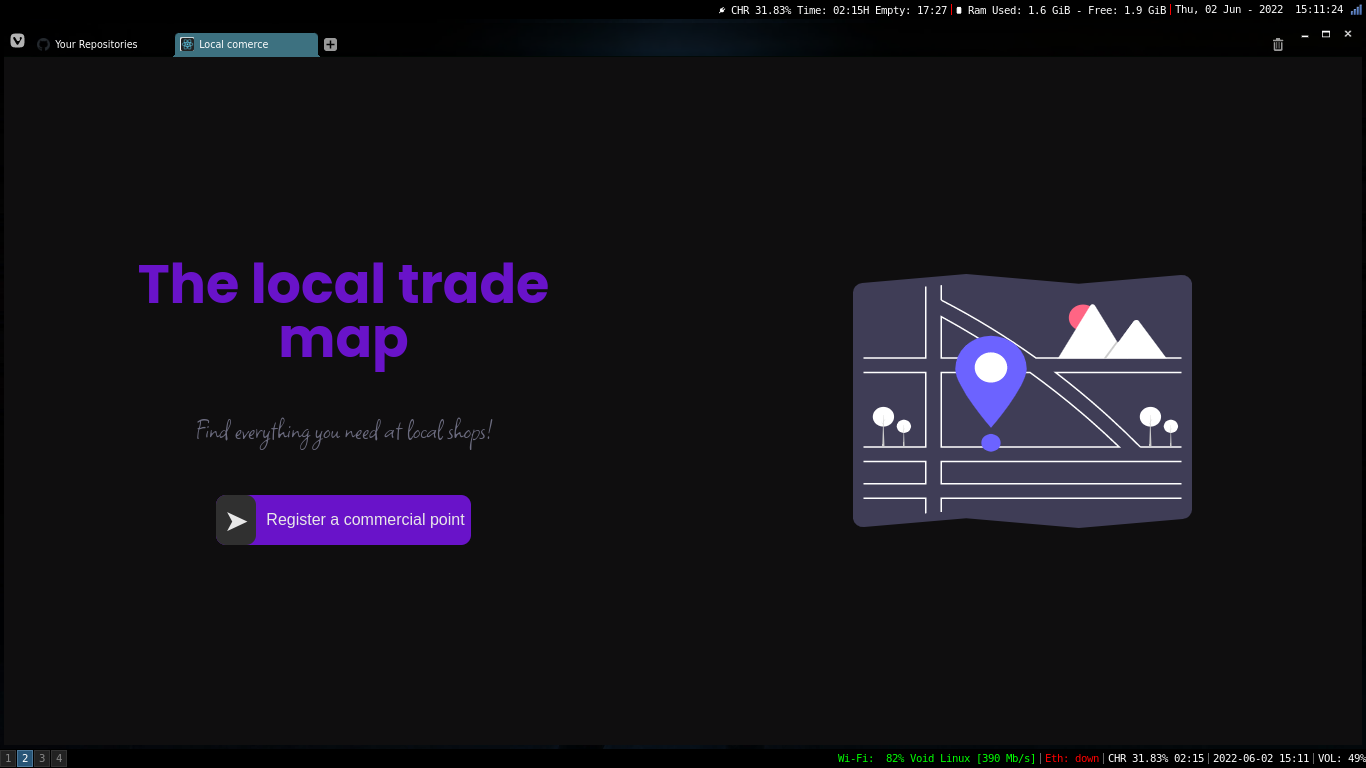 CHR 31.83% Time: 02:15H Empty: 17:27 Ram Used: 1.6 GiB - Free: 1.9 GiB Thu, 02 Jun - 2022 15:11:24
Your Repositories Local comerce
The local trade
map
Find everything you need at local shops!
Register a commercial point
1 2 3 4 Wi-Fi: 82% Void Linux [390 Mb/s] Eth: down CHR 31.83% 02:15 2022-06-02 15:11 VOL: 49%